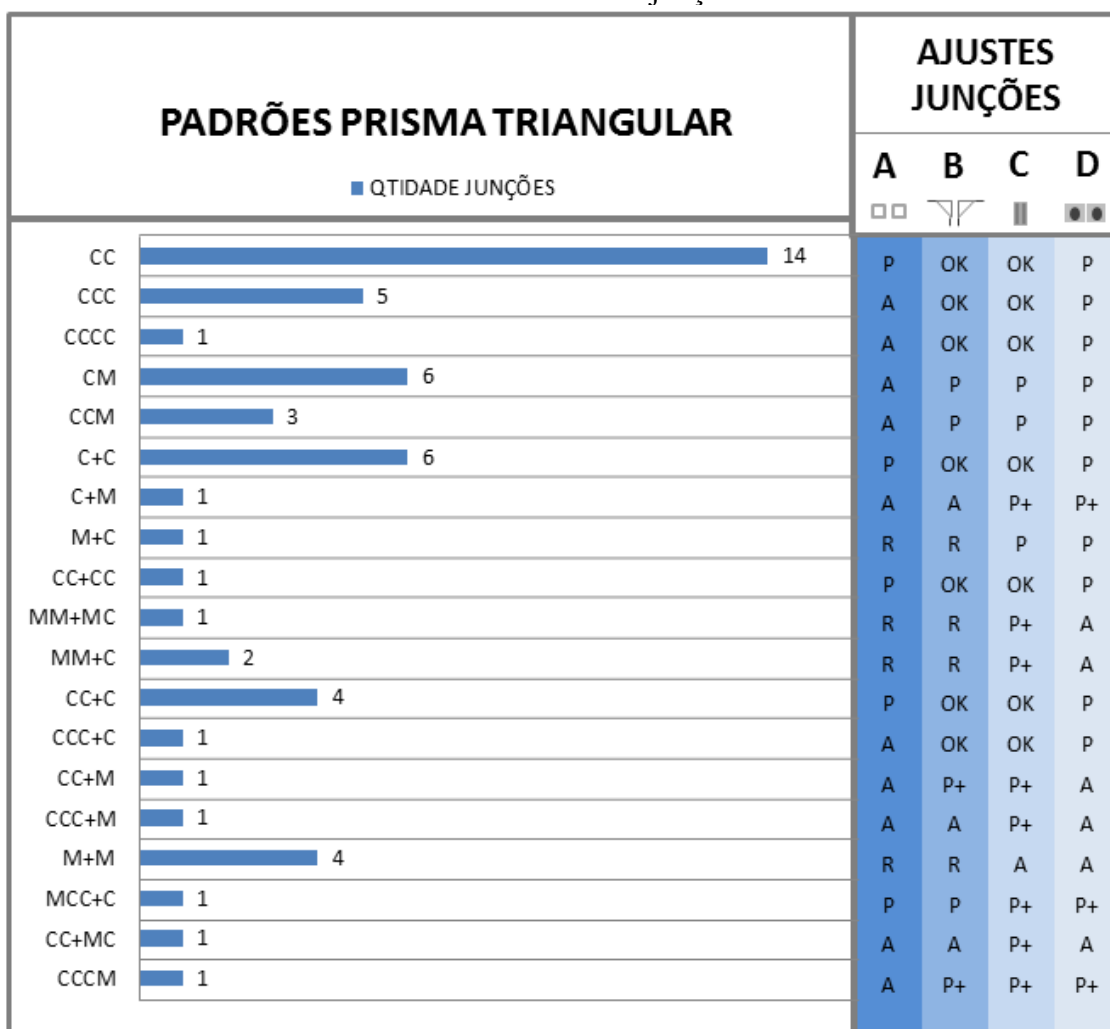 PADRÕES PRISMA TRIANGULAR
QTIDADE JUNÇÕES
AJUSTES
JUNÇÕES
A B C D
CC 14 P OK OK P
CCC 5 A OK OK P
CCCC 1 A OK OK P
CM 6 A P P P
CCM 3 A P P P
C+C 6 P OK OK P
C+M 1 A A P+ P+
M+C 1 R R P P
CC+CC 1 P OK OK P
MM+MC 1 R R P+ A
MM+C 2 R R P+ A
CC+C 4 P OK OK P
CCC+C 1 A OK OK P
CC+M 1 A P+ P+ A
CCC+M 1 A A P+ A
M+M 4 R R A A
MCC+C 1 P P P+ P+
CC+MC 1 A A P+ A
CCCM 1 A P+ P+ P+